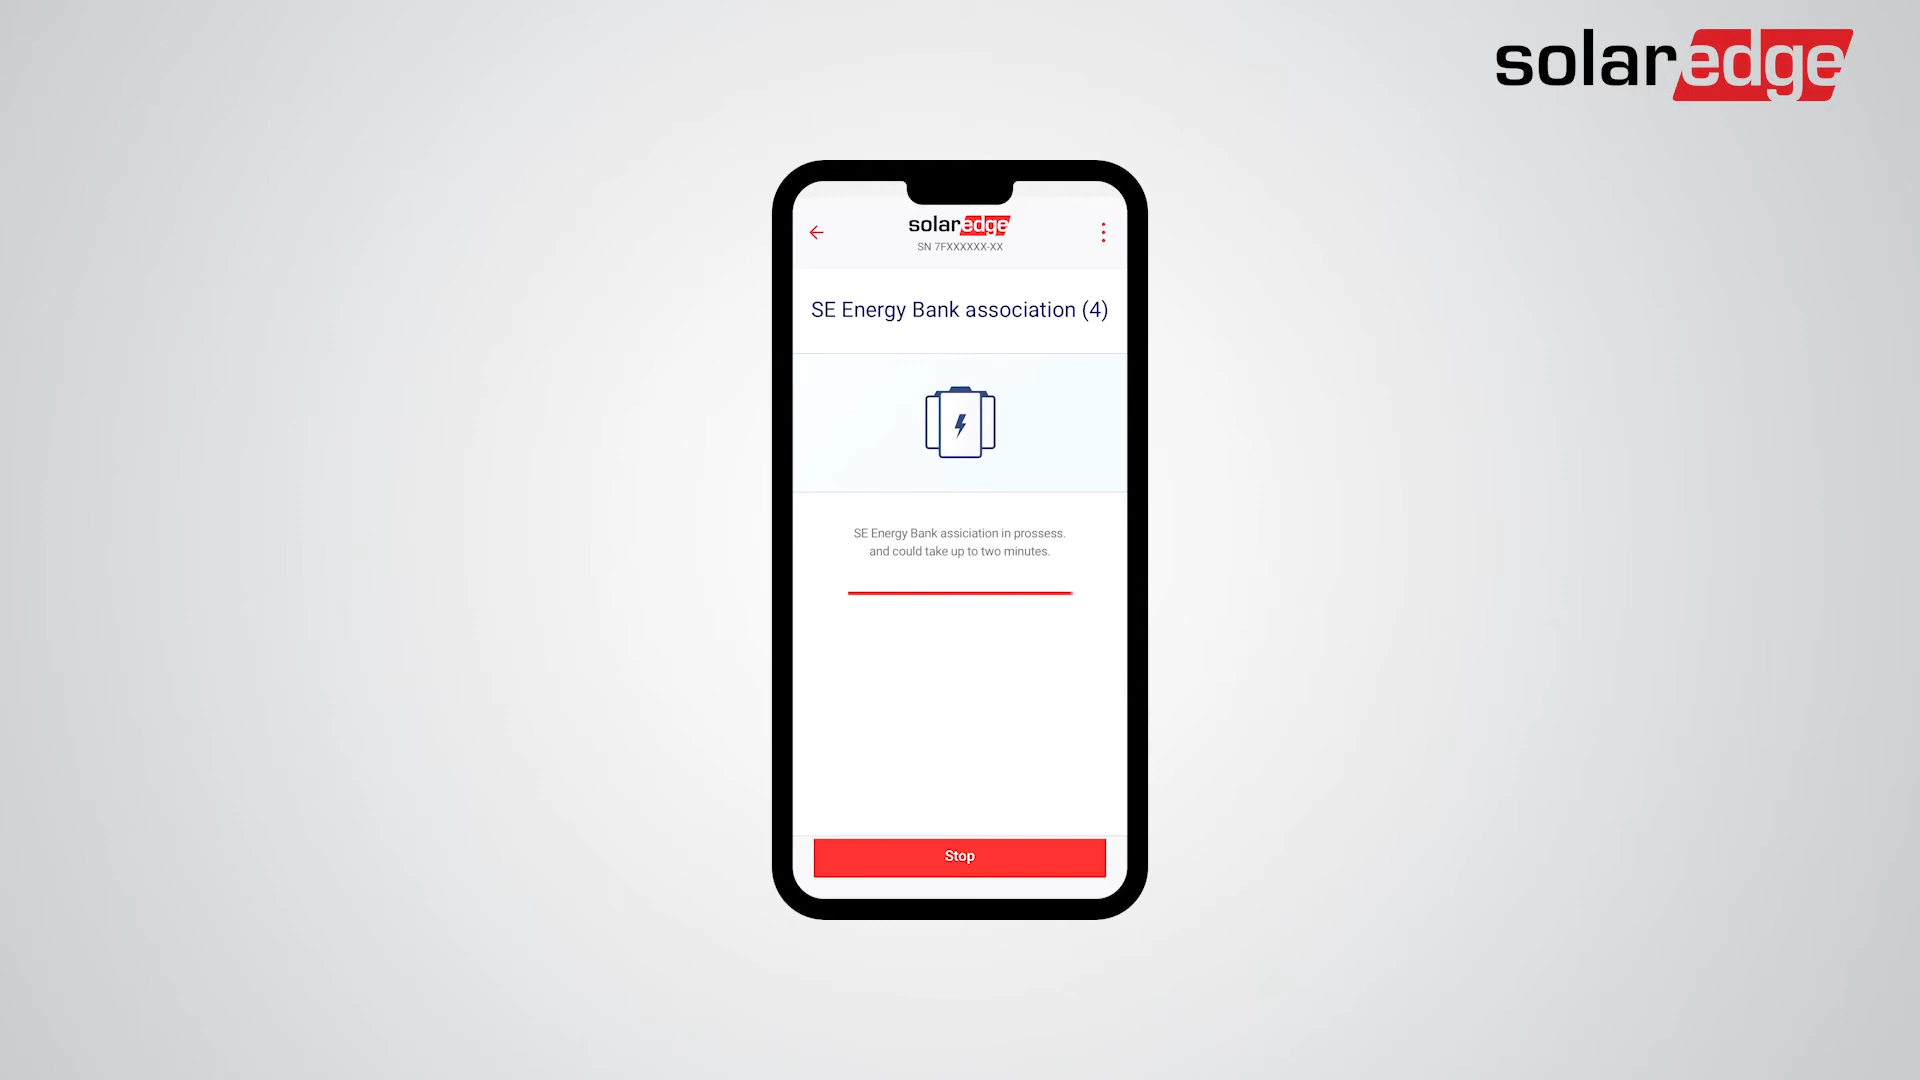 solaredge
solaredge
SN 7FXXXXXX-XX
SE Energy Bank association (4)
SE Energy Bank assiciation in prossess.
and could take up to two minutes.
Stop